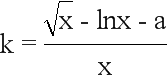 k = (√x - lnx - a) / x